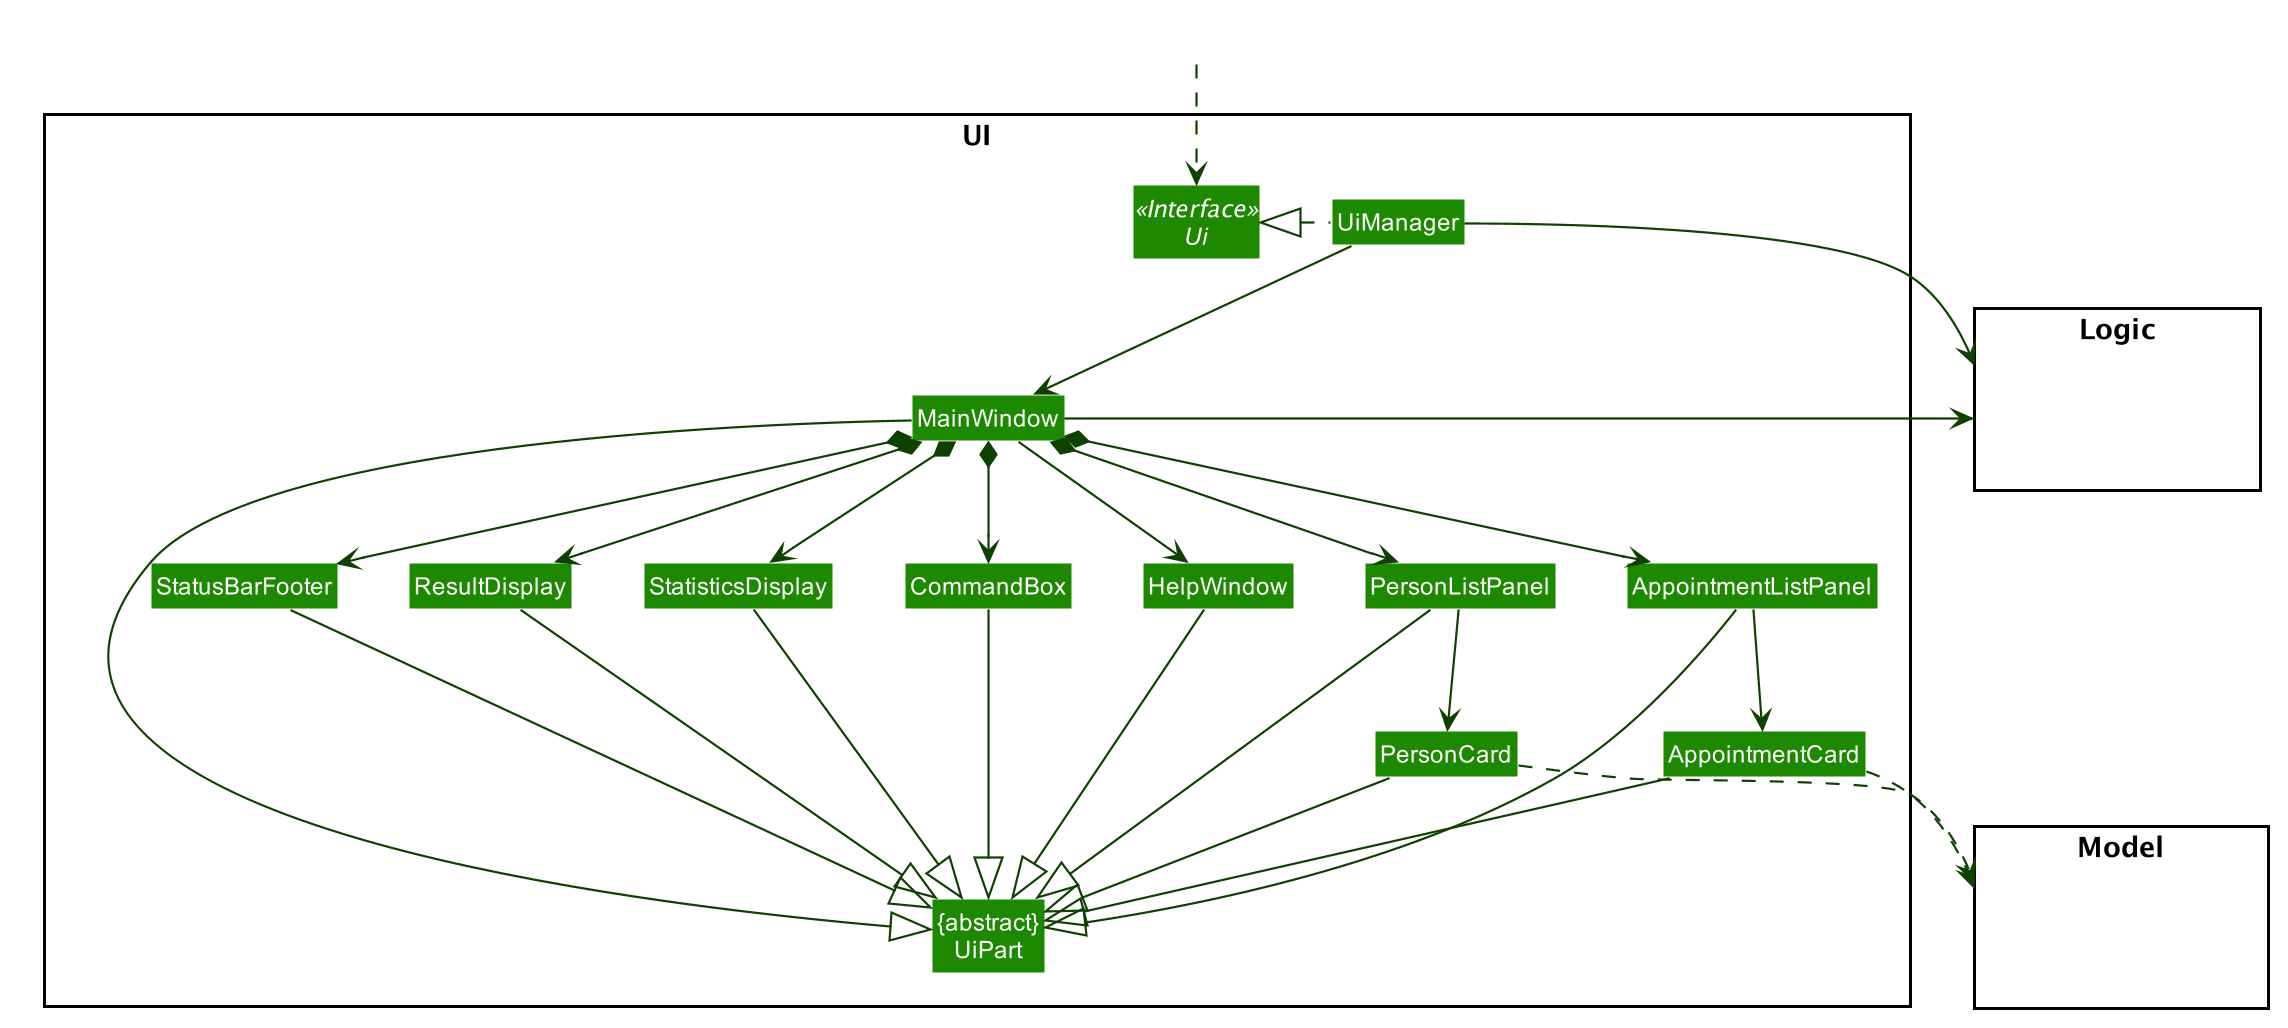 UI
«Interface»
Ui
UiManager
Logic
MainWindow
StatusBarFooter
ResultDisplay
StatisticsDisplay
CommandBox
HelpWindow
PersonListPanel
AppointmentListPanel
PersonCard
AppointmentCard
Model
{abstract}
UiPart